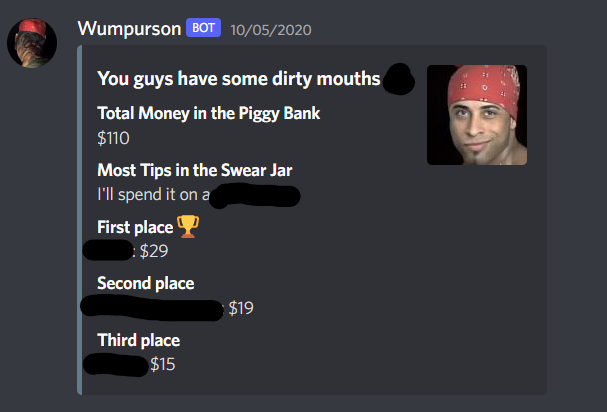 Wumpurson BOT 10/05/2020
You guys have some dirty mouths
Total Money in the Piggy Bank
$110
Most Tips in the Swear Jar
I'll spend it on a
First place 🏆
: $29
Second place
: $19
Third place
$15